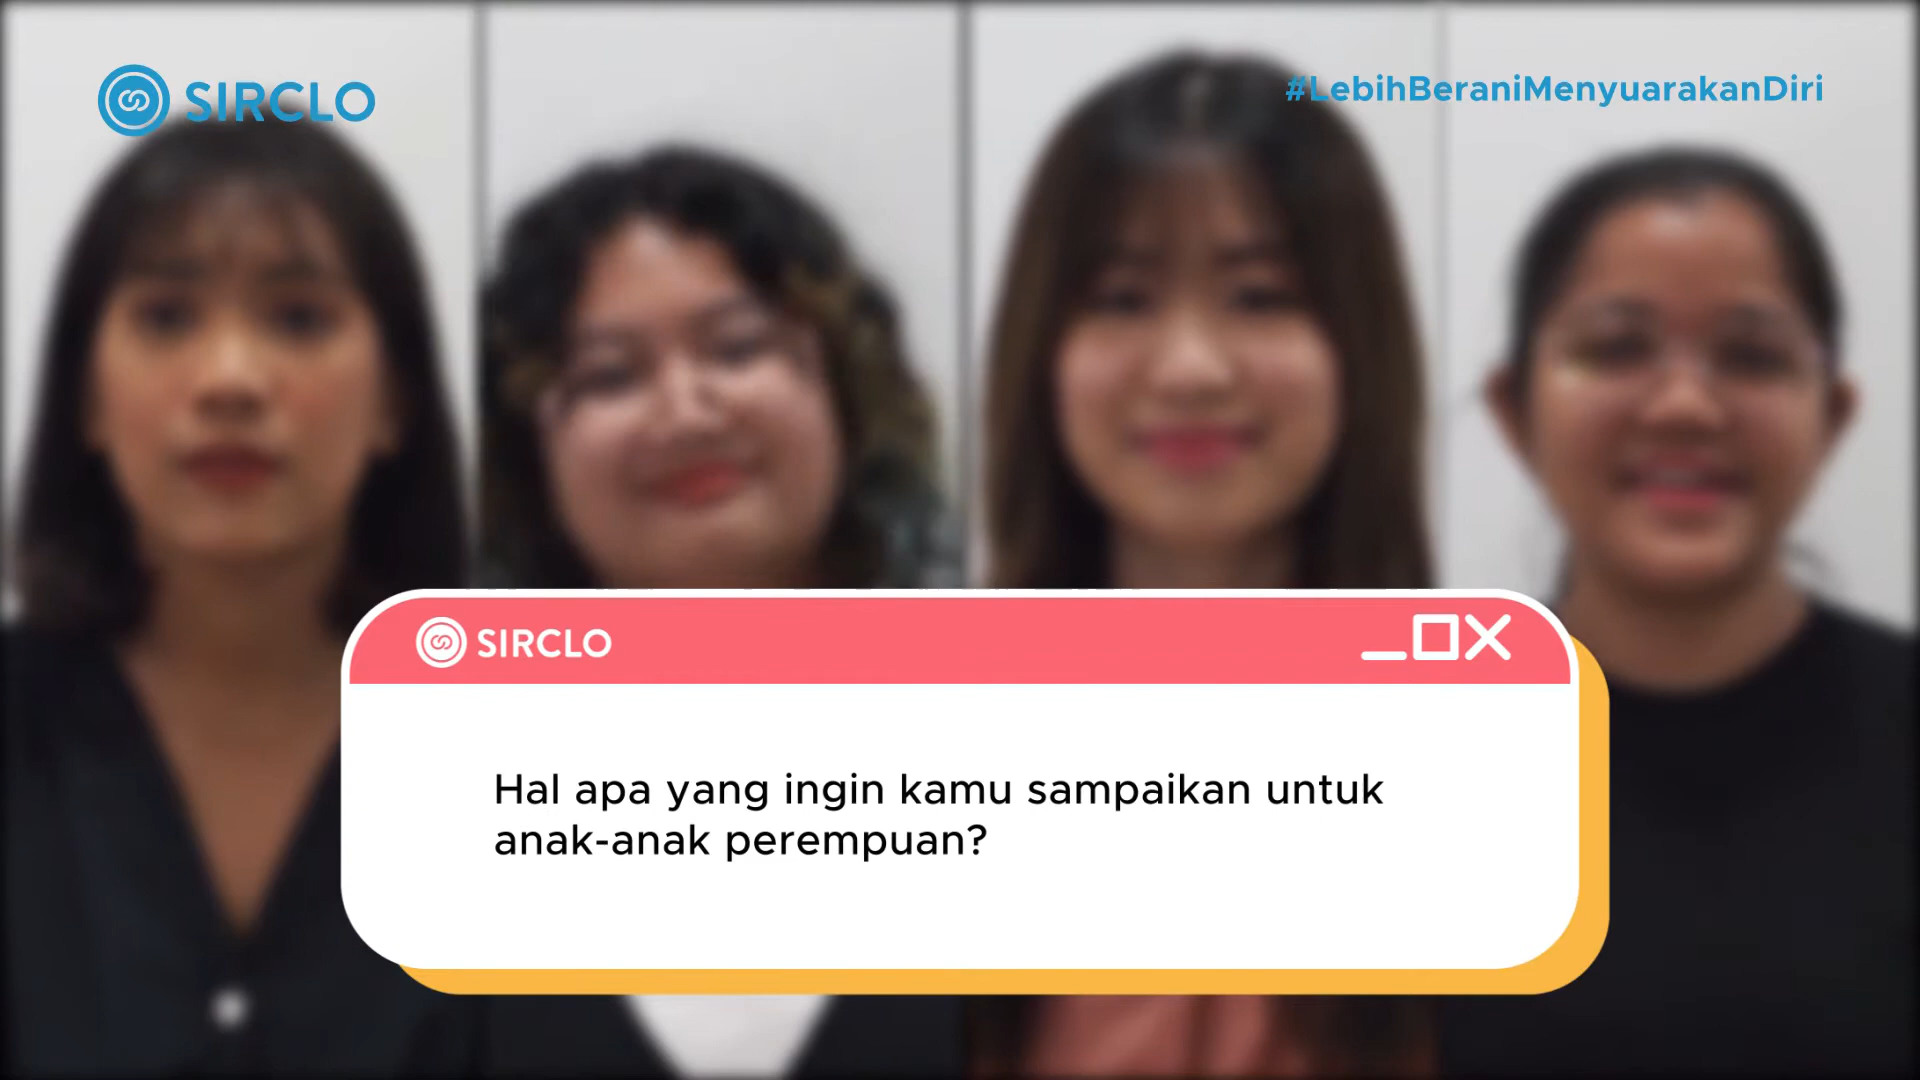 SIRCLO
#LebihBeraniMenyuarakanDiri
SIRCLO
Hal apa yang ingin kamu sampaikan untuk
anak-anak perempuan?